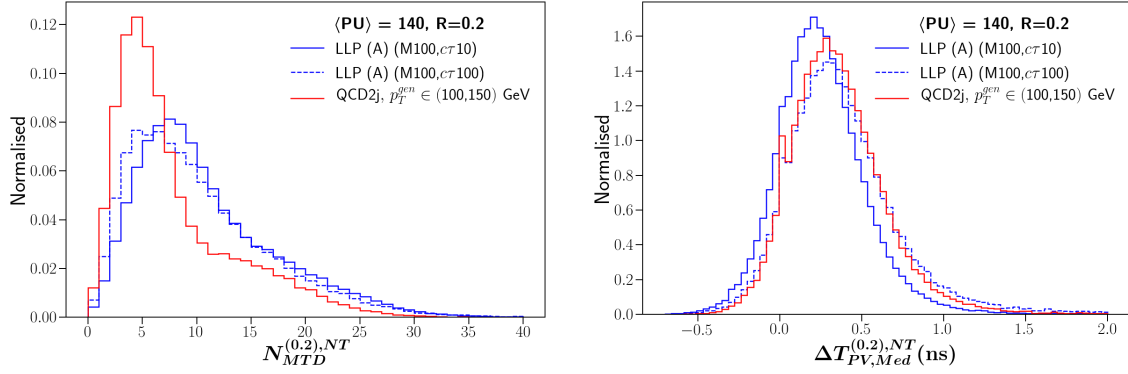 ⟨PU⟩ = 140, R=0.2
LLP (A) (M100,cτ10)
LLP (A) (M100,cτ100)
QCD2j, p_T^{gen} ∈ (100,150) GeV
Normalised
0.12
0.10
0.08
0.06
0.04
0.02
0.00
0 5 10 15 20 25 30 35 40
N_{MTD}^{(0.2),NT}
⟨PU⟩ = 140, R=0.2
LLP (A) (M100,cτ10)
LLP (A) (M100,cτ100)
QCD2j, p_T^{gen} ∈ (100,150) GeV
Normalised
1.6
1.4
1.2
1.0
0.8
0.6
0.4
0.2
0.0
−0.5 0.0 0.5 1.0 1.5 2.0
ΔT_{PV,Med}^{(0.2),NT}(ns)